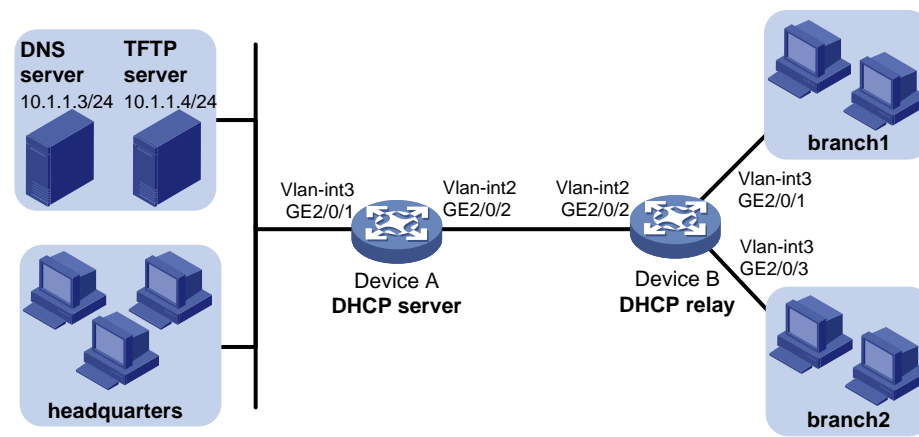 DNS server
10.1.1.3/24
TFTP server
10.1.1.4/24
headquarters
Vlan-int3
GE2/0/1
Vlan-int2
GE2/0/2
Device A
DHCP server
Vlan-int2
GE2/0/2
Device B
DHCP relay
Vlan-int3
GE2/0/1
Vlan-int3
GE2/0/3
branch1
branch2